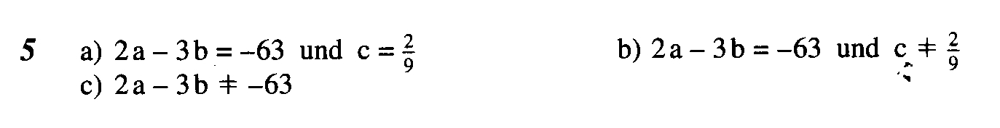 5 a) 2a – 3b = –63 und c = 2/9 b) 2a – 3b = –63 und c ≠ 2/9
c) 2a – 3b ≠ –63